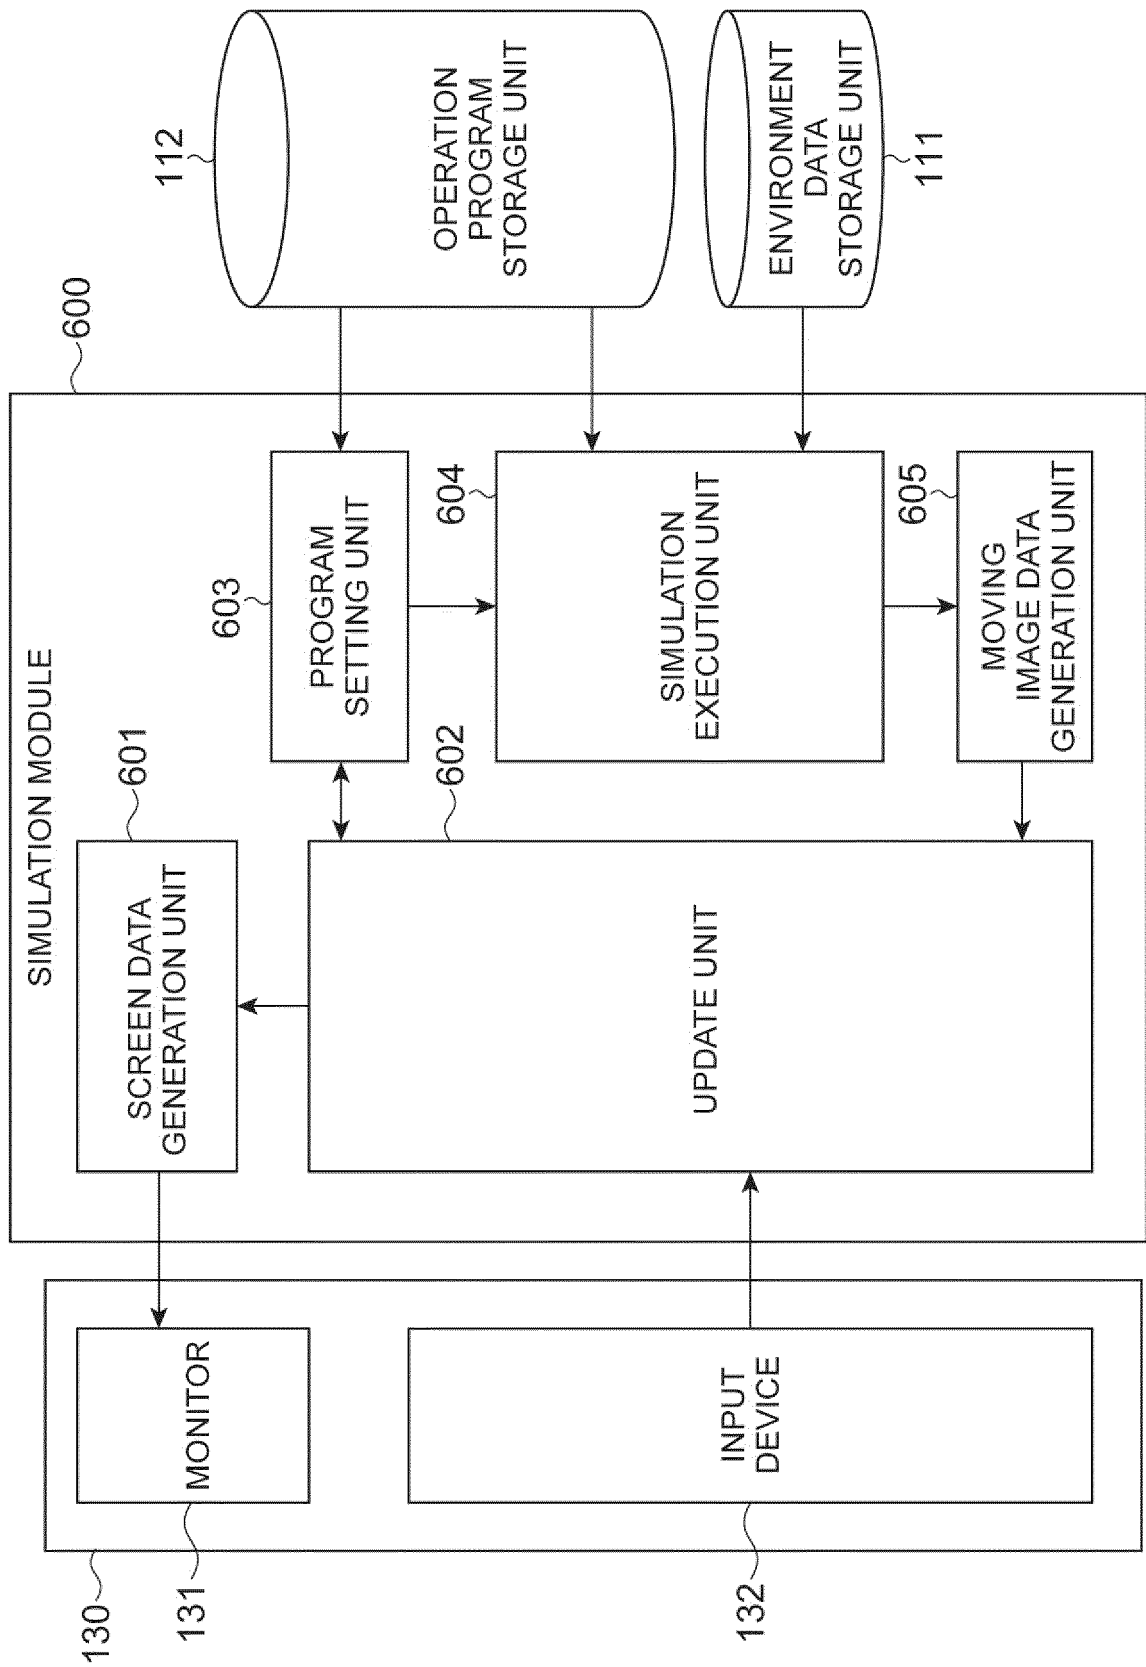 600
SIMULATION MODULE
130
131
MONITOR
601
SCREEN DATA
GENERATION UNIT
603
PROGRAM
SETTING UNIT
112
OPERATION
PROGRAM
STORAGE UNIT
132
INPUT
DEVICE
602
UPDATE UNIT
604
SIMULATION
EXECUTION UNIT
ENVIRONMENT
DATA
STORAGE UNIT
111
605
MOVING
IMAGE DATA
GENERATION UNIT